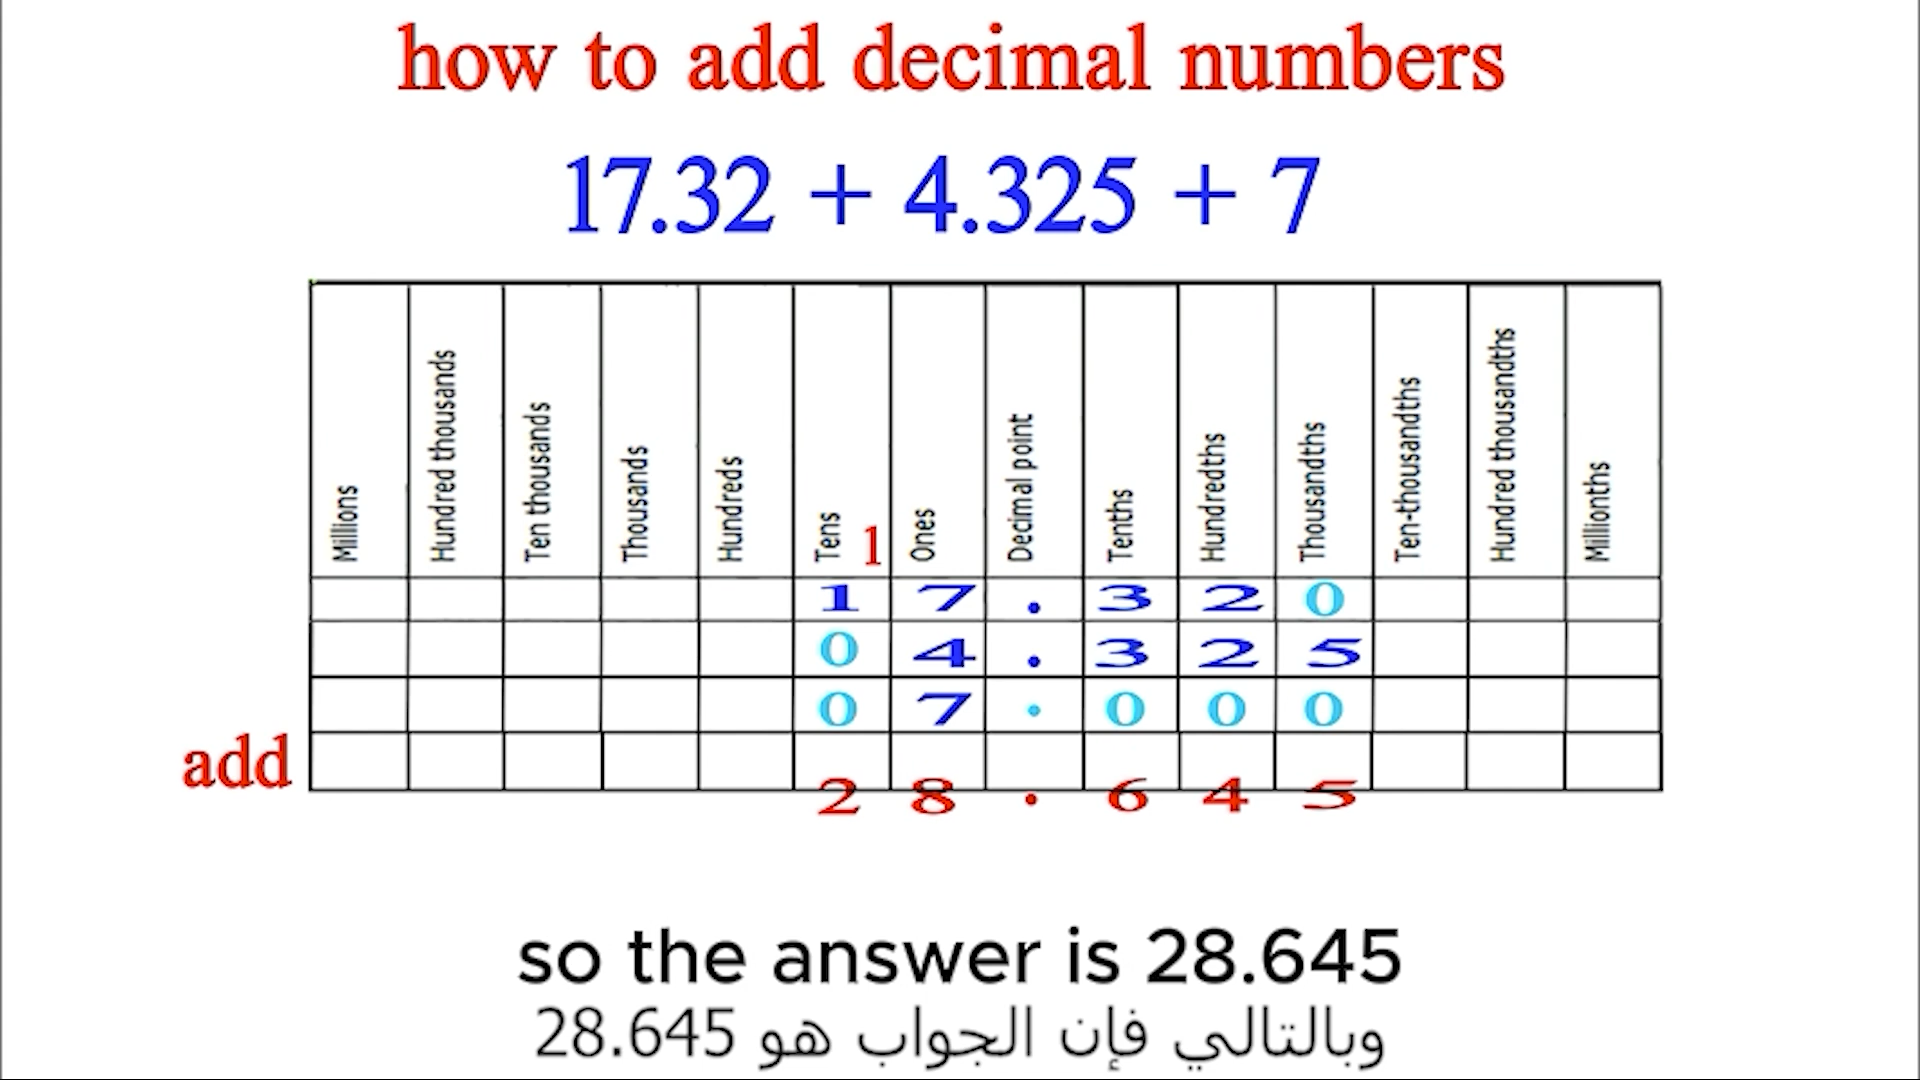 how to add decimal numbers
17.32 + 4.325 + 7
Millions Hundred thousands Ten thousands Thousands Hundreds Tens 1 Ones Decimal point Tenths Hundredths Thousandths Ten-thousandths Hundred thousandths Millionths
1 7 . 3 2 0
0 4 . 3 2 5
0 7 . 0 0 0
add 2 8 . 6 4 5
so the answer is 28.645
وبالتالي فإن الجواب هو 28.645